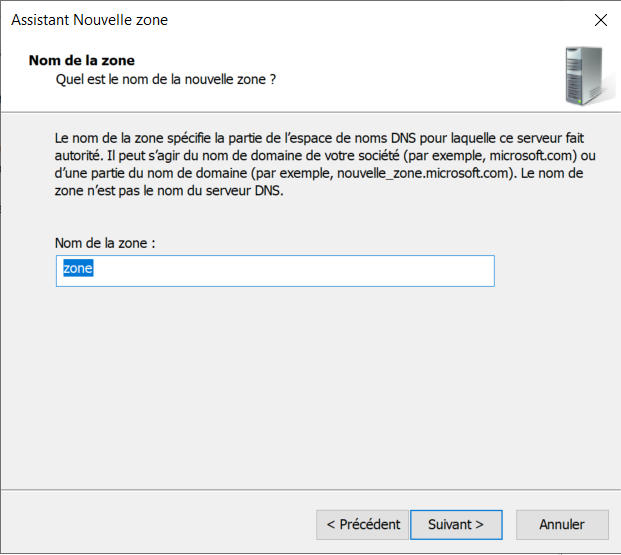 Assistant Nouvelle zone
Nom de la zone
Quel est le nom de la nouvelle zone ?
Le nom de la zone spécifie la partie de l’espace de noms DNS pour laquelle ce serveur fait
autorité. Il peut s’agir du nom de domaine de votre société (par exemple, microsoft.com) ou
d’une partie du nom de domaine (par exemple, nouvelle_zone.microsoft.com). Le nom de
zone n’est pas le nom du serveur DNS.
Nom de la zone :
zone
< Précédent Suivant > Annuler